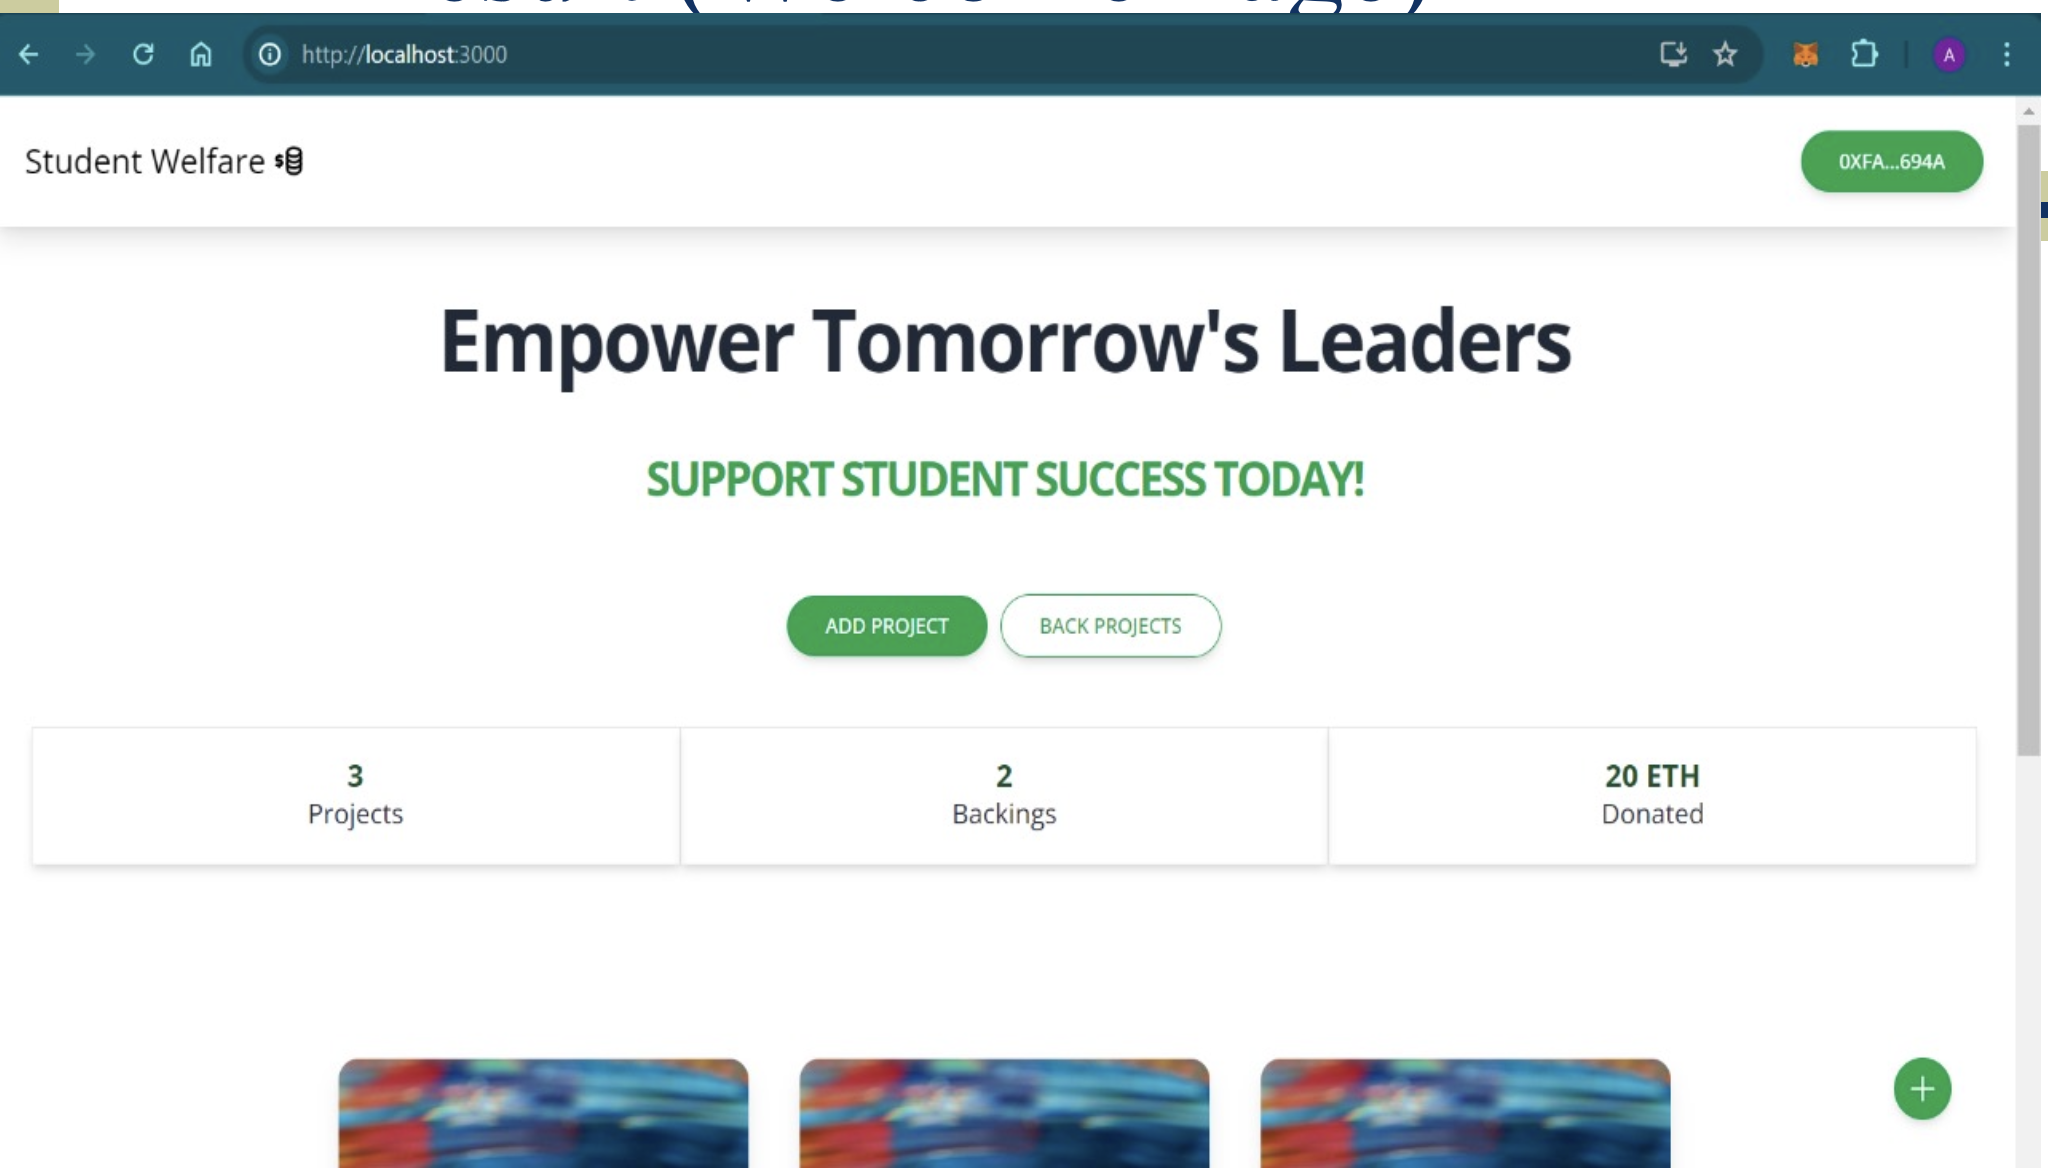 http://localhost:3000
A
Student Welfare
0XFA...694A
Empower Tomorrow's Leaders
SUPPORT STUDENT SUCCESS TODAY!
ADD PROJECT
BACK PROJECTS
3
Projects
2
Backings
20 ETH
Donated